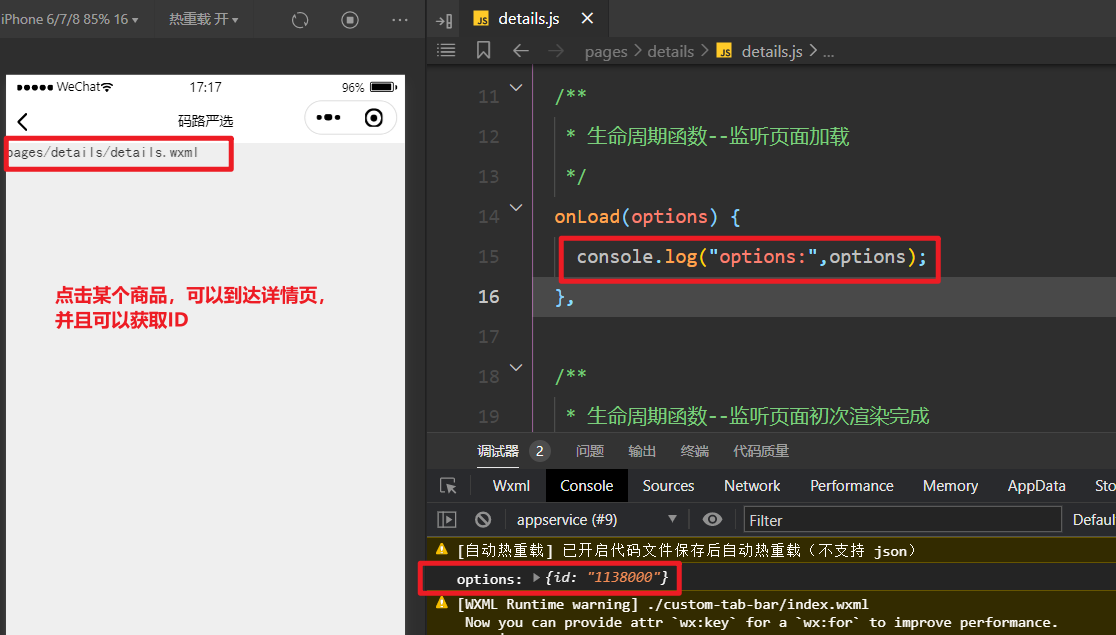 iPhone 6/7/8 85% 16
热重载 开
WeChat
17:17
96%
码路严选
pages/details/details.wxml
点击某个商品，可以到达详情页，
并且可以获取ID
JS details.js
pages > details > JS details.js > ...
11 /**
12 * 生命周期函数--监听页面加载
13 */
14 onLoad(options) {
15 console.log("options:",options);
16 },
17
18 /**
19 * 生命周期函数--监听页面初次渲染完成
调试器 2 问题 输出 终端 代码质量
Wxml Console Sources Network Performance Memory AppData Sto
appservice (#9) Filter Defaul
[自动热重载] 已开启代码文件保存后自动热重载（不支持 json）
options: {id: "1138000"}
[WXML Runtime warning] ./custom-tab-bar/index.wxml
Now you can provide attr `wx:key` for a `wx:for` to improve performance.